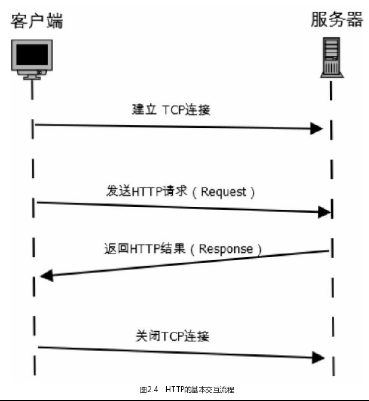 客户端 服务器
建立 TCP连接
发送HTTP请求（Request）
返回HTTP结果（Response）
关闭TCP连接
图2.4 HTTP的基本交互流程